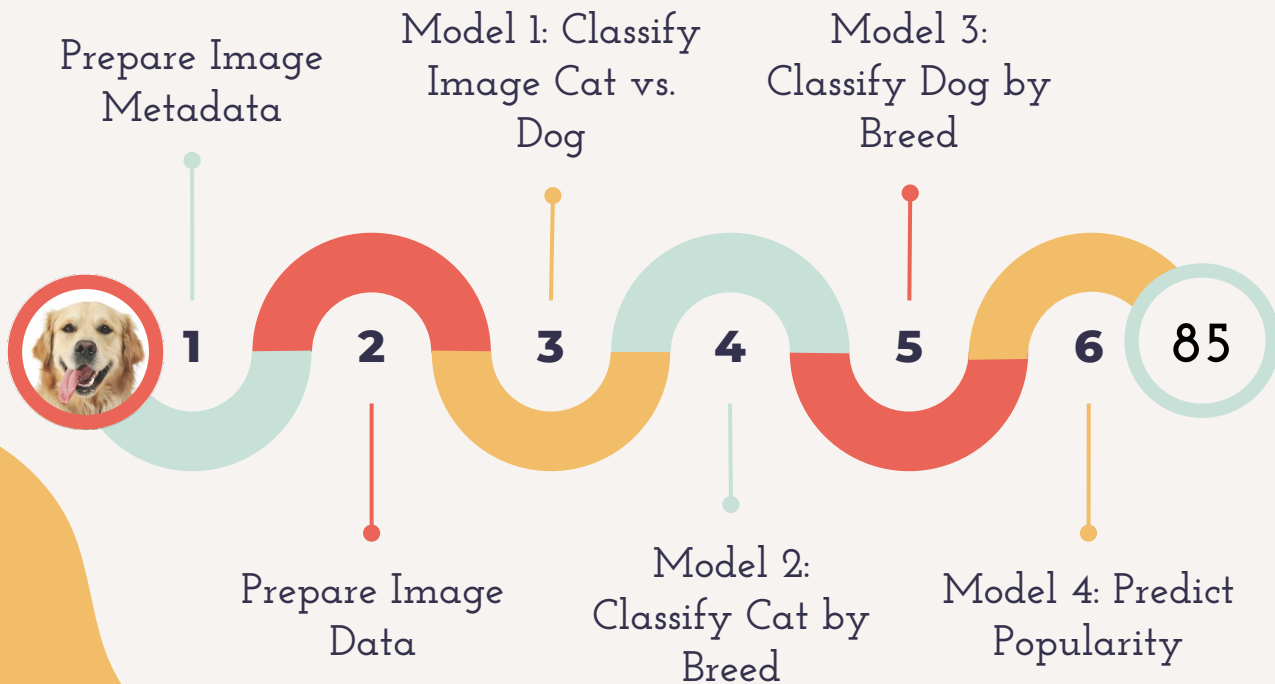 Prepare Image
Metadata
Model 1: Classify
Image Cat vs.
Dog
Model 3:
Classify Dog by
Breed
1
2
3
4
5
6
85
Prepare Image
Data
Model 2:
Classify Cat by
Breed
Model 4: Predict
Popularity